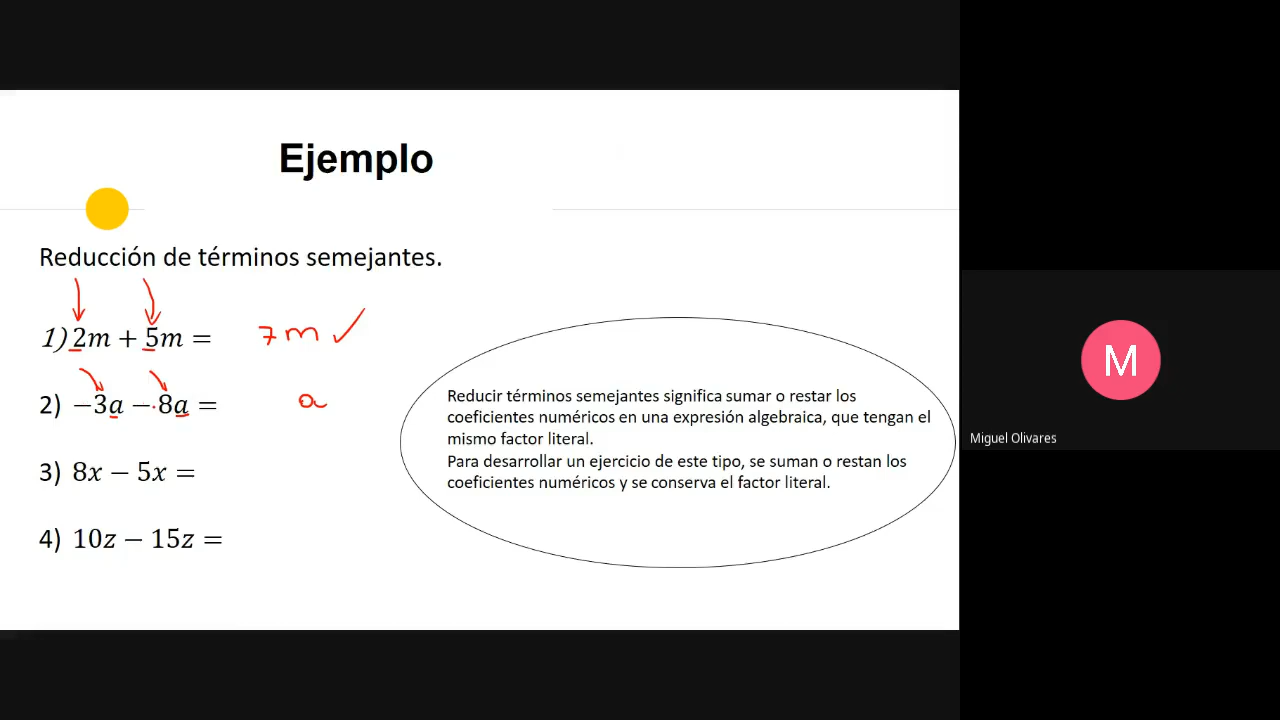 Ejemplo
Reducción de términos semejantes.
1) 2m + 5m = 7m ✓
2) −3a − 8a = a
3) 8x − 5x =
4) 10z − 15z =
Reducir términos semejantes significa sumar o restar los
coeficientes numéricos en una expresión algebraica, que tengan el
mismo factor literal.
Para desarrollar un ejercicio de este tipo, se suman o restan los
coeficientes numéricos y se conserva el factor literal.
M
Miguel Olivares